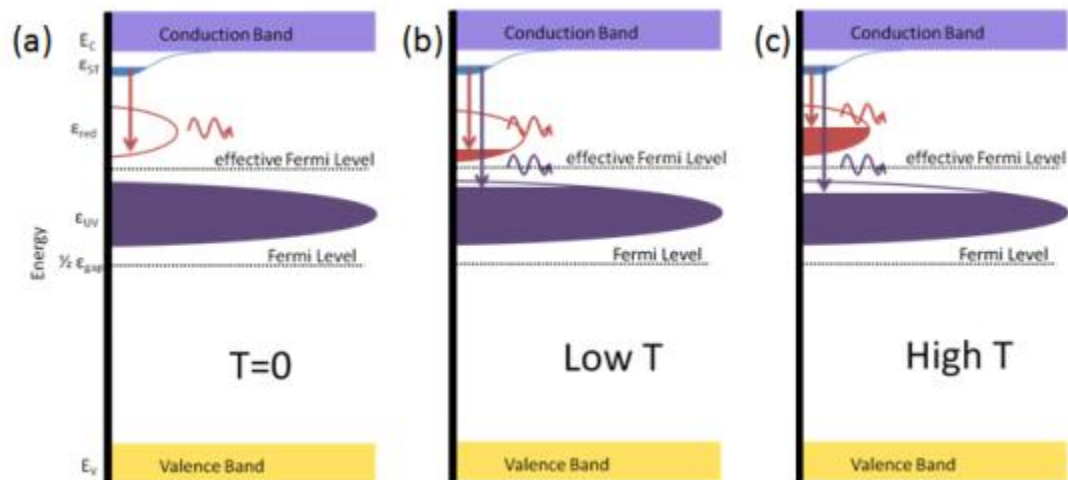 (a)
E_C
Conduction Band
ε_ST
ε_red
effective Fermi Level
ε_UV
Energy
Fermi Level
½ ε_gap
T=0
E_V
Valence Band
(b)
Conduction Band
effective Fermi Level
Fermi Level
Low T
Valence Band
(c)
Conduction Band
effective Fermi Level
Fermi Level
High T
Valence Band